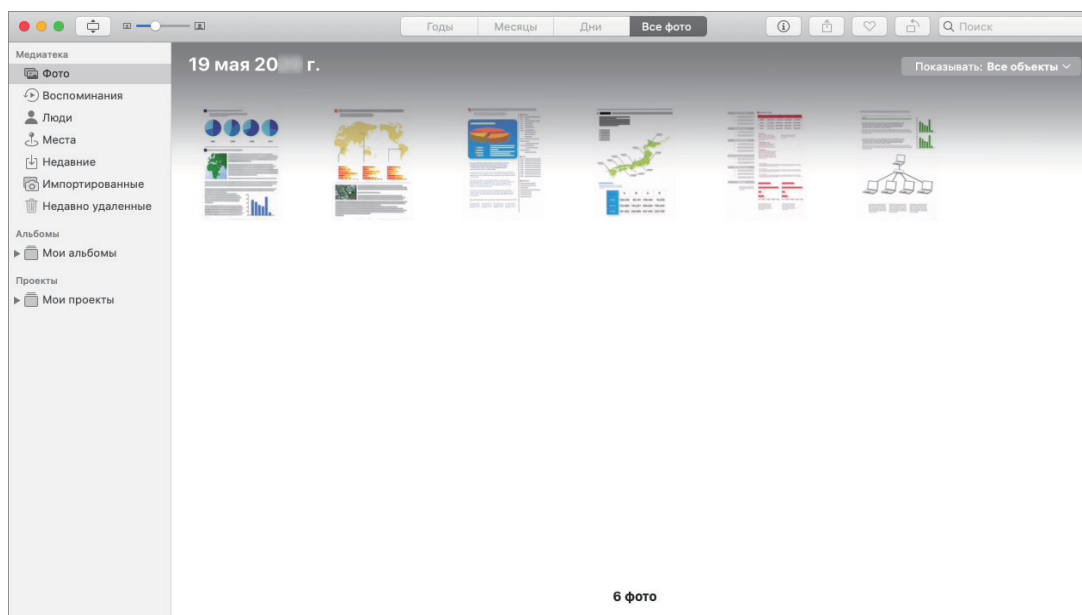 Годы Месяцы Дни Все фото Поиск
Медиатека
Фото
Воспоминания
Люди
Места
Недавние
Импортированные
Недавно удаленные
Альбомы
Мои альбомы
Проекты
Мои проекты
19 мая 20 г.
Показывать: Все объекты
6 фото